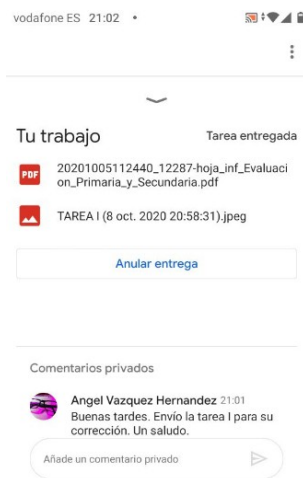 vodafone ES 21:02 •
Tu trabajo
Tarea entregada
PDF
20201005112440_12287-hoja_inf_Evaluaci
on_Primaria_y_Secundaria.pdf
TAREA I (8 oct. 2020 20:58:31).jpeg
Anular entrega
Comentarios privados
Angel Vazquez Hernandez 21:01
Buenas tardes. Envío la tarea I para su
corrección. Un saludo.
Añade un comentario privado